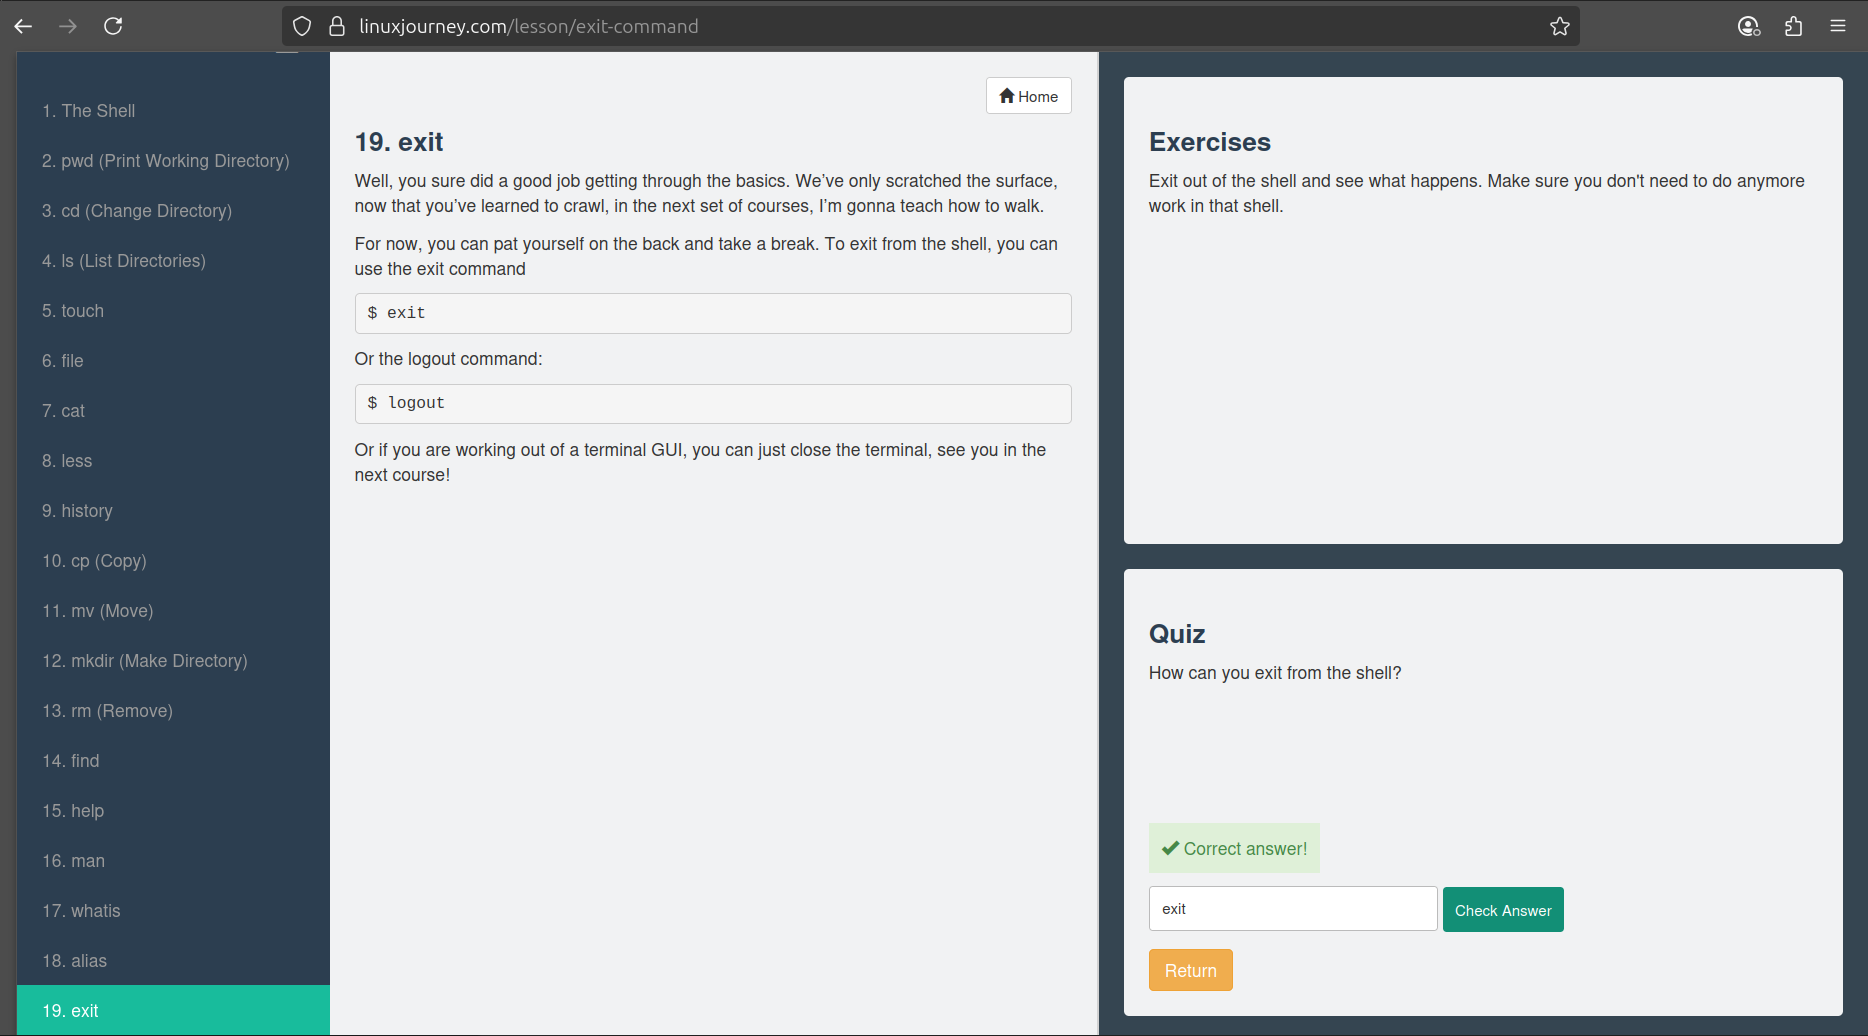 linuxjourney.com/lesson/exit-command
1. The Shell
2. pwd (Print Working Directory)
3. cd (Change Directory)
4. ls (List Directories)
5. touch
6. file
7. cat
8. less
9. history
10. cp (Copy)
11. mv (Move)
12. mkdir (Make Directory)
13. rm (Remove)
14. find
15. help
16. man
17. whatis
18. alias
19. exit
Home
19. exit
Well, you sure did a good job getting through the basics. We’ve only scratched the surface,
now that you’ve learned to crawl, in the next set of courses, I’m gonna teach how to walk.
For now, you can pat yourself on the back and take a break. To exit from the shell, you can
use the exit command
$ exit
Or the logout command:
$ logout
Or if you are working out of a terminal GUI, you can just close the terminal, see you in the
next course!
Exercises
Exit out of the shell and see what happens. Make sure you don't need to do anymore
work in that shell.
Quiz
How can you exit from the shell?
Correct answer!
exit
Check Answer
Return